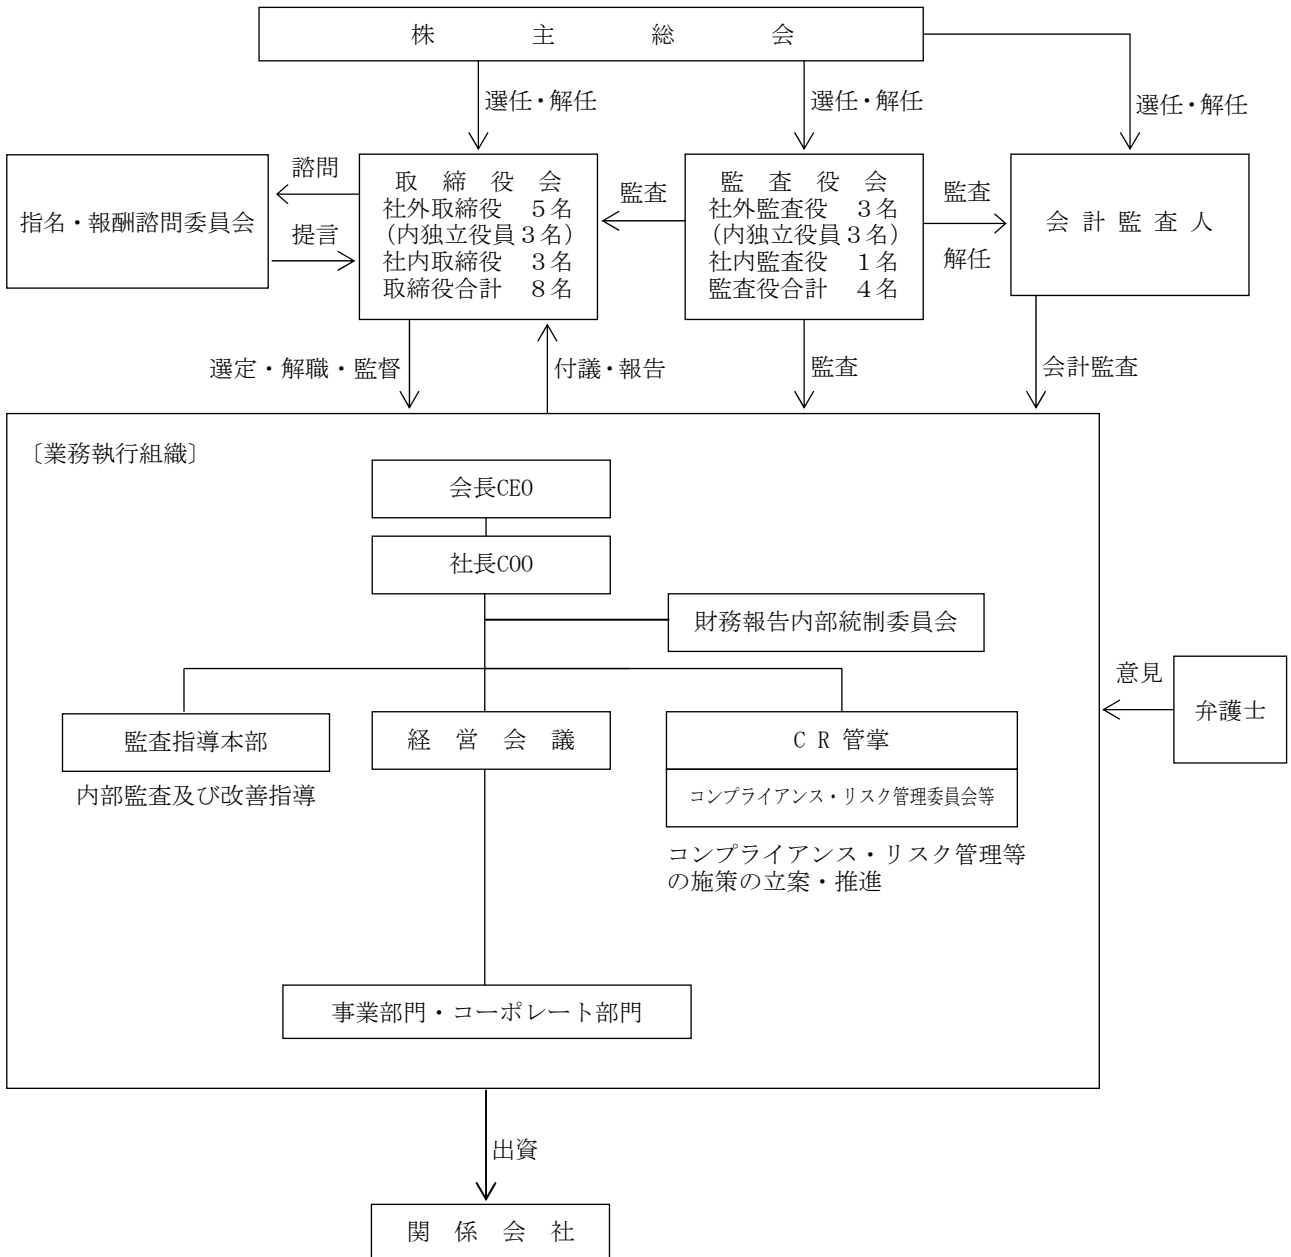 株主総会
選任・解任
選任・解任
選任・解任
指名・報酬諮問委員会
諮問
提言
取締役会
社外取締役　5名
(内独立役員3名)
社内取締役　3名
取締役合計　8名
監査
監査役会
社外監査役　3名
(内独立役員3名)
社内監査役　1名
監査役合計　4名
監査
解任
会計監査人
選定・解職・監督
付議・報告
監査
会計監査
〔業務執行組織〕
会長CEO
社長COO
財務報告内部統制委員会
監査指導本部
内部監査及び改善指導
経営会議
CR管掌
コンプライアンス・リスク管理委員会等
コンプライアンス・リスク管理等
の施策の立案・推進
意見
弁護士
事業部門・コーポレート部門
出資
関係会社